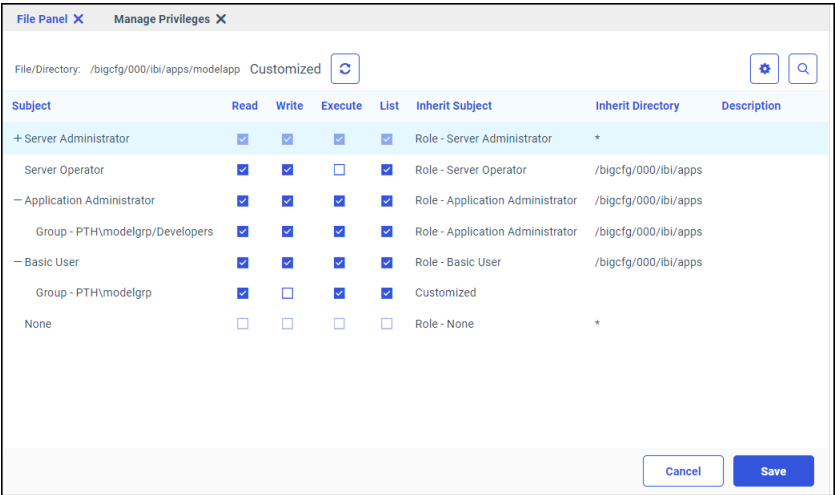 File Panel Manage Privileges
File/Directory: /bigcfg/000/ibi/apps/modelapp Customized
Subject Read Write Execute List Inherit Subject Inherit Directory Description
Server Administrator Role - Server Administrator *
Server Operator Role - Server Operator /bigcfg/000/ibi/apps
Application Administrator Role - Application Administrator /bigcfg/000/ibi/apps
Group - PTH\modelgrp/Developers Role - Application Administrator /bigcfg/000/ibi/apps
Basic User Role - Basic User /bigcfg/000/ibi/apps
Group - PTH\modelgrp Customized
None Role - None *
Cancel Save